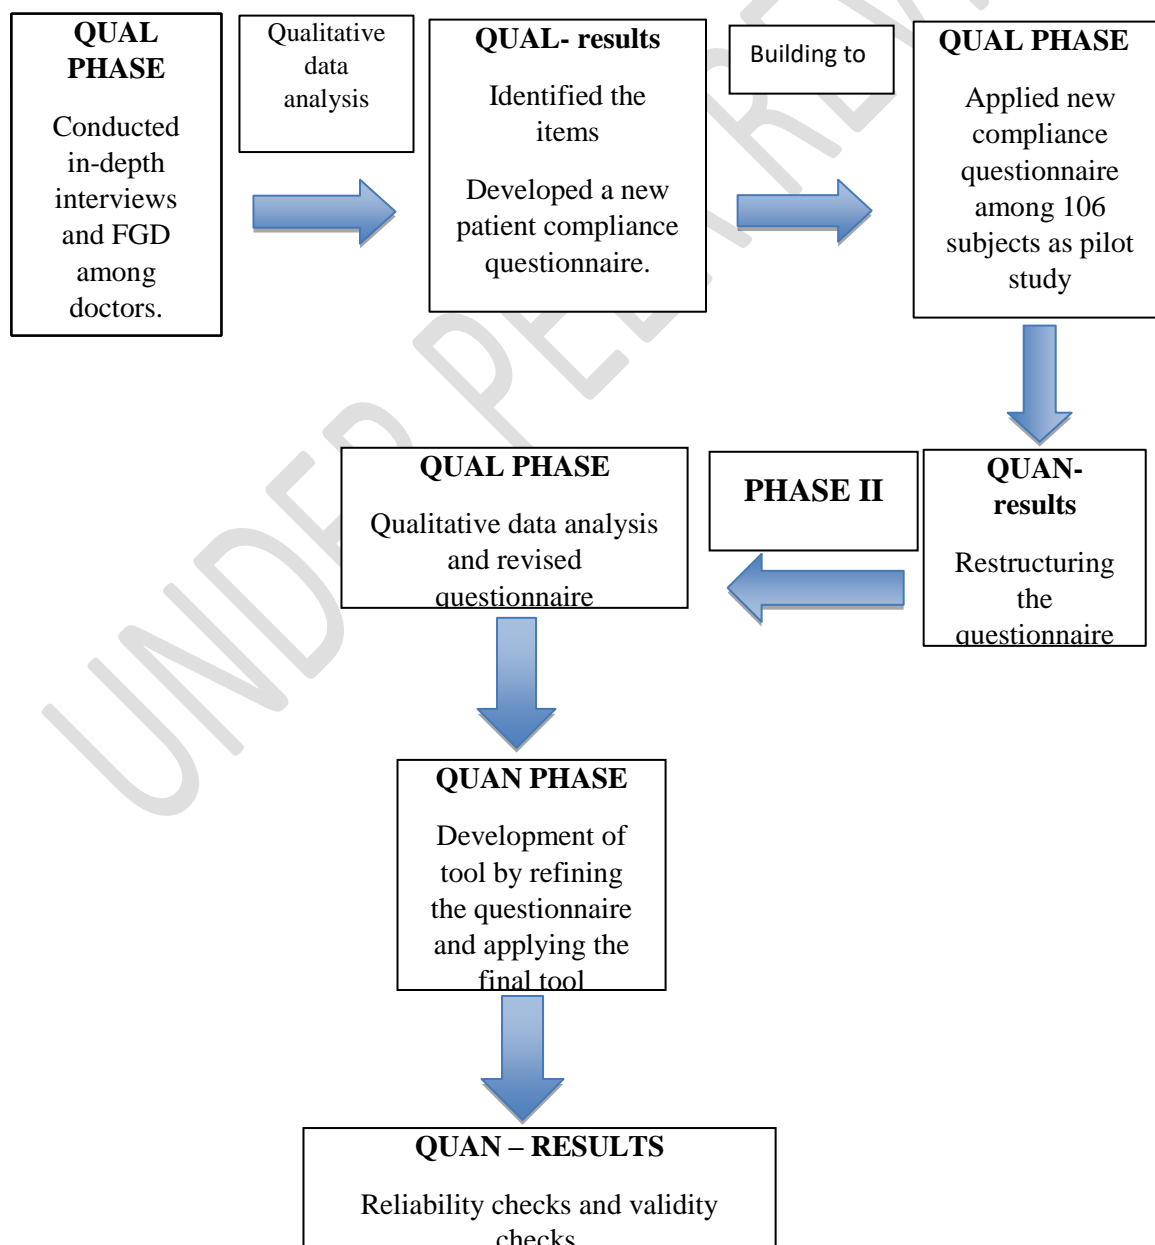 QUAL
PHASE
Conducted
in-depth
interviews
and FGD
among
doctors.
Qualitative
data
analysis
QUAL- results
Identified the
items
Developed a new
patient compliance
questionnaire.
Building to
QUAL PHASE
Applied new
compliance
questionnaire
among 106
subjects as pilot
study
QUAN-
results
Restructuring
the
questionnaire
PHASE II
QUAL PHASE
Qualitative data analysis
and revised
questionnaire
QUAN PHASE
Development of
tool by refining
the questionnaire
and applying the
final tool
QUAN – RESULTS
Reliability checks and validity
checks
UNDER PEER REV